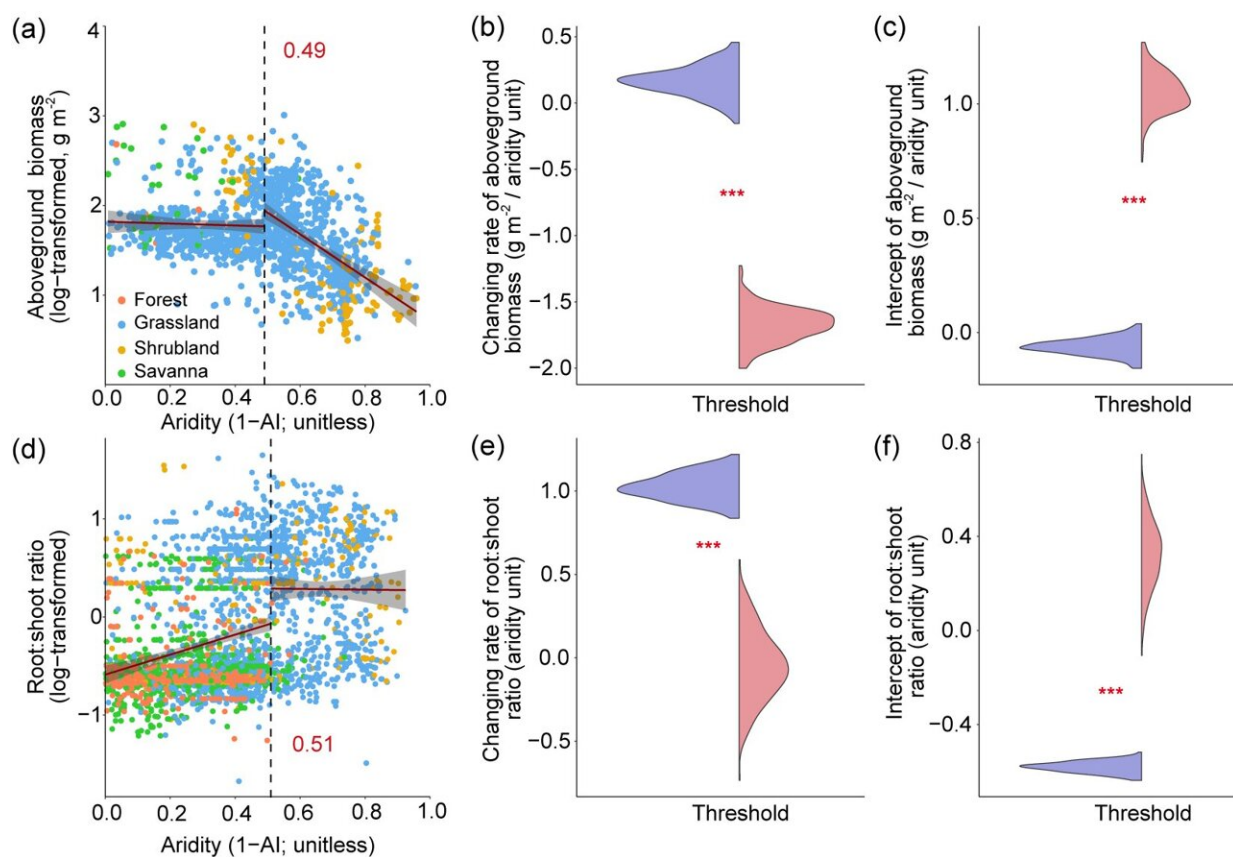 (a)
Aboveground biomass
(log−transformed, g m⁻²)
4
3
2
1
0.49
Forest
Grassland
Shrubland
Savanna
0.0 0.2 0.4 0.6 0.8 1.0
Aridity (1−AI; unitless)
(b)
Changing rate of aboveground
biomass (g m⁻² / aridity unit)
0.5
0.0
−0.5
−1.0
−1.5
−2.0
***
Threshold
(c)
Intercept of aboveground
biomass (g m⁻² / aridity unit)
1.0
0.5
0.0
***
Threshold
(d)
Root:shoot ratio
(log−transformed)
1
0
−1
0.51
0.0 0.2 0.4 0.6 0.8 1.0
Aridity (1−AI; unitless)
(e)
Changing rate of root:shoot
ratio (aridity unit)
1.0
0.5
0.0
−0.5
***
Threshold
(f)
Intercept of root:shoot
ratio (aridity unit)
0.8
0.4
0.0
−0.4
***
Threshold